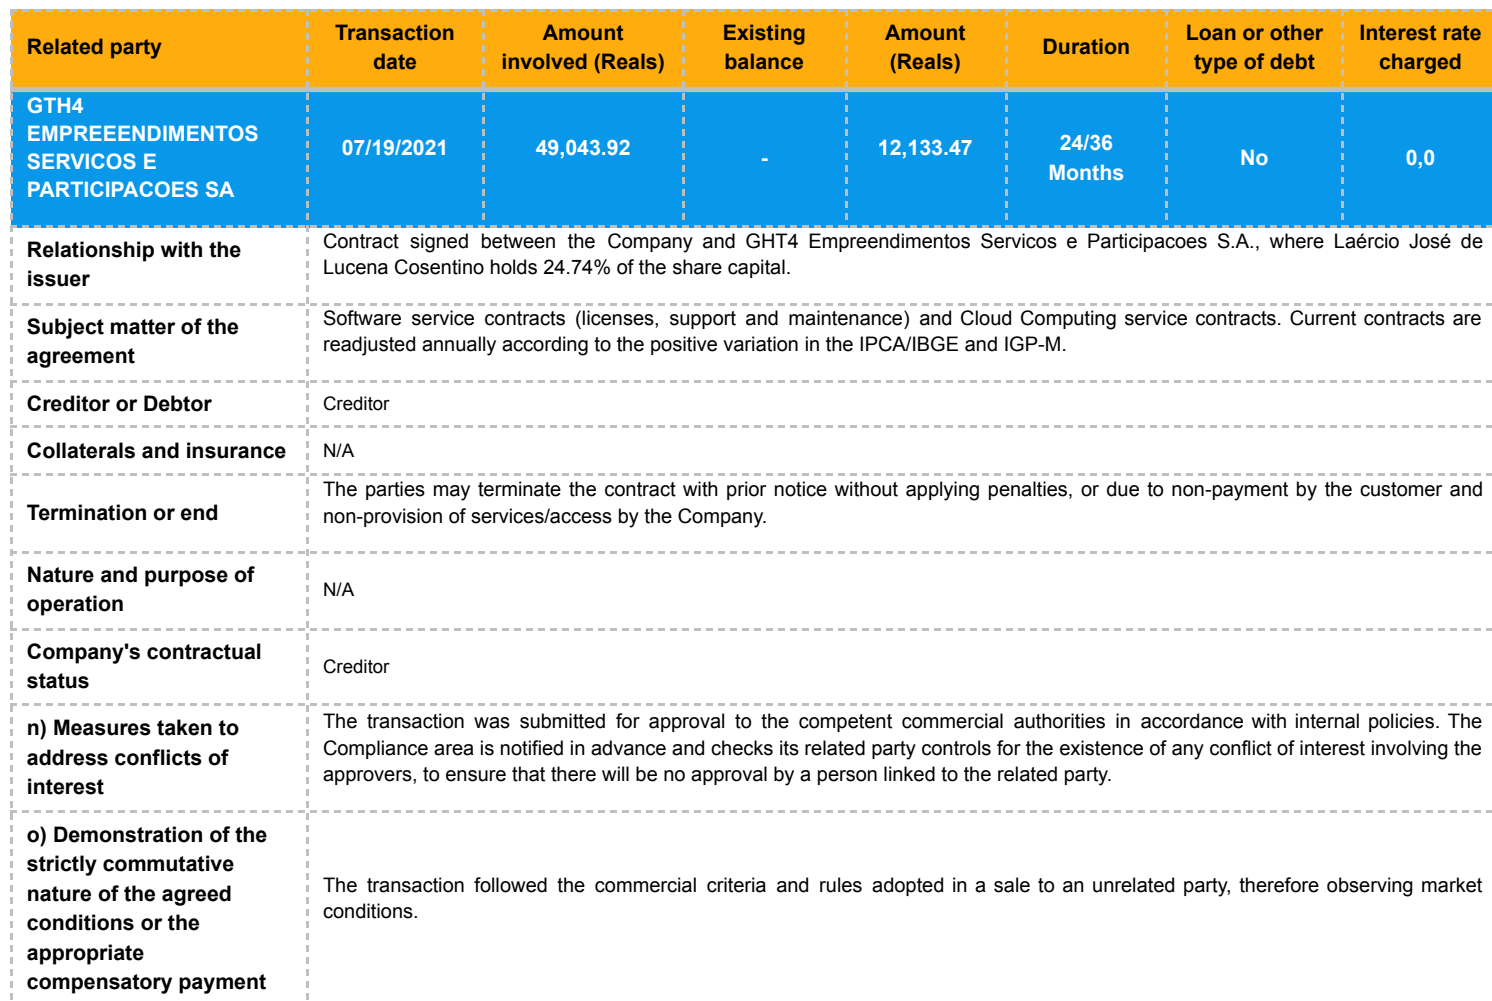 Related party
Transaction
date
Amount
involved (Reals)
Existing
balance
Amount
(Reals)
Duration
Loan or other
type of debt
Interest rate
charged
GTH4
EMPREEENDIMENTOS
SERVICOS E
PARTICIPACOES SA
07/19/2021
49,043.92
-
12,133.47
24/36
Months
No
0,0
Relationship with the
issuer
Contract signed between the Company and GHT4 Empreendimentos Servicos e Participacoes S.A., where Laércio José de
Lucena Cosentino holds 24.74% of the share capital.
Subject matter of the
agreement
Software service contracts (licenses, support and maintenance) and Cloud Computing service contracts. Current contracts are
readjusted annually according to the positive variation in the IPCA/IBGE and IGP-M.
Creditor or Debtor
Creditor
Collaterals and insurance
N/A
Termination or end
The parties may terminate the contract with prior notice without applying penalties, or due to non-payment by the customer and
non-provision of services/access by the Company.
Nature and purpose of
operation
N/A
Company's contractual
status
Creditor
n) Measures taken to
address conflicts of
interest
The transaction was submitted for approval to the competent commercial authorities in accordance with internal policies. The
Compliance area is notified in advance and checks its related party controls for the existence of any conflict of interest involving the
approvers, to ensure that there will be no approval by a person linked to the related party.
o) Demonstration of the
strictly commutative
nature of the agreed
conditions or the
appropriate
compensatory payment
The transaction followed the commercial criteria and rules adopted in a sale to an unrelated party, therefore observing market
conditions.